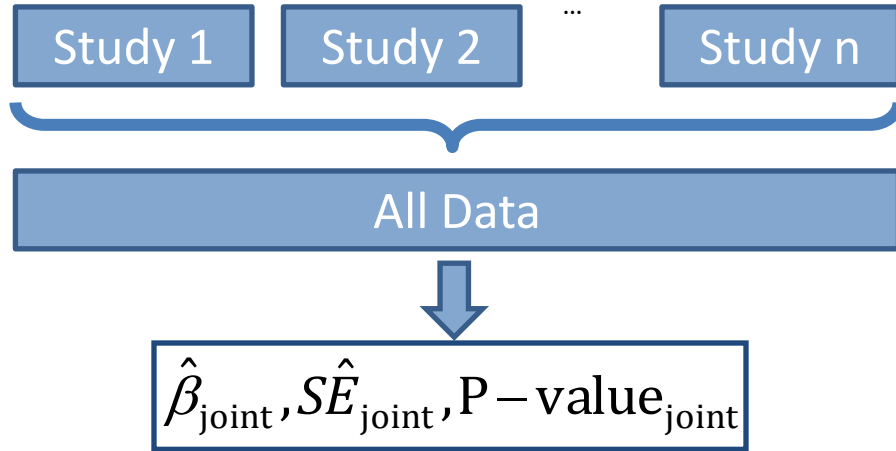 Study 1 Study 2 ... Study n
All Data
β̂joint, SÊjoint, P−valuejoint